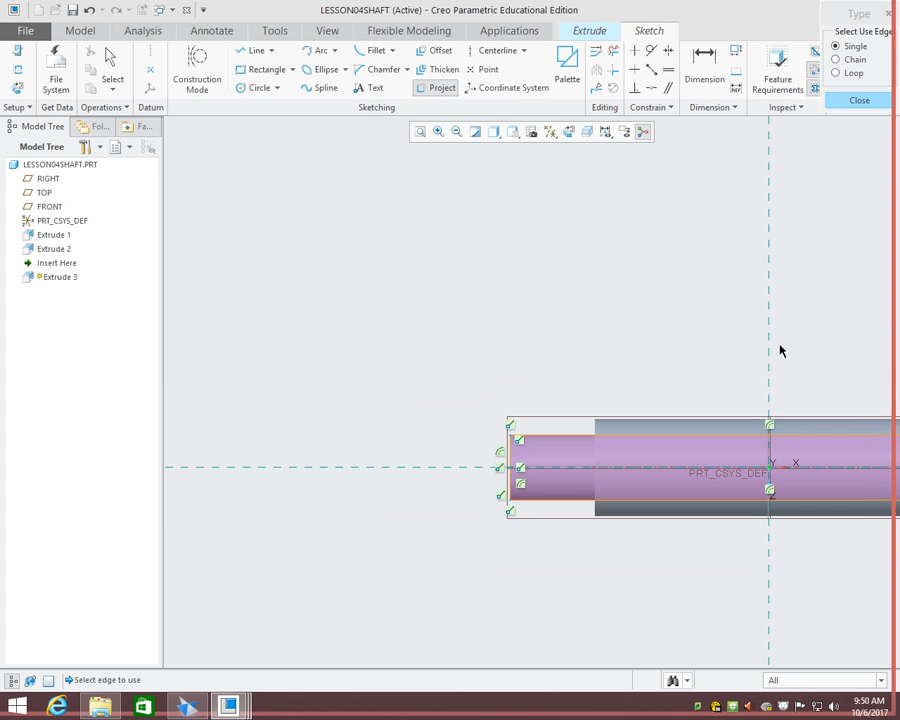 LESSON04SHAFT (Active) - Creo Parametric Educational Edition
Type
File Model Analysis Annotate Tools View Flexible Modeling Applications Extrude Sketch
Select Use Edge
Single
Chain
Loop
Close
File System
Select
Construction Mode
Line Arc Fillet Offset Centerline
Rectangle Ellipse Chamfer Thicken Point
Circle Spline Text Project Coordinate System
Palette
Dimension
Feature Requirements
Setup Get Data Operations Datum Sketching Editing Constrain Dimension Inspect
Model Tree Fol... Fa...
Model Tree
LESSON04SHAFT.PRT
RIGHT
TOP
FRONT
PRT_CSYS_DEF
Extrude 1
Extrude 2
Insert Here
Extrude 3
Y X
PRT_CSYS_DEF
Z
Select edge to use
All
9:50 AM
10/6/2017